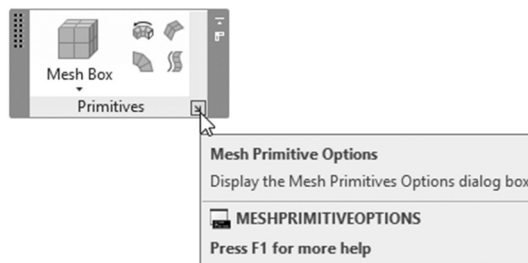 Mesh Box
Primitives
Mesh Primitive Options
Display the Mesh Primitives Options dialog box
MESHPRIMITIVEOPTIONS
Press F1 for more help